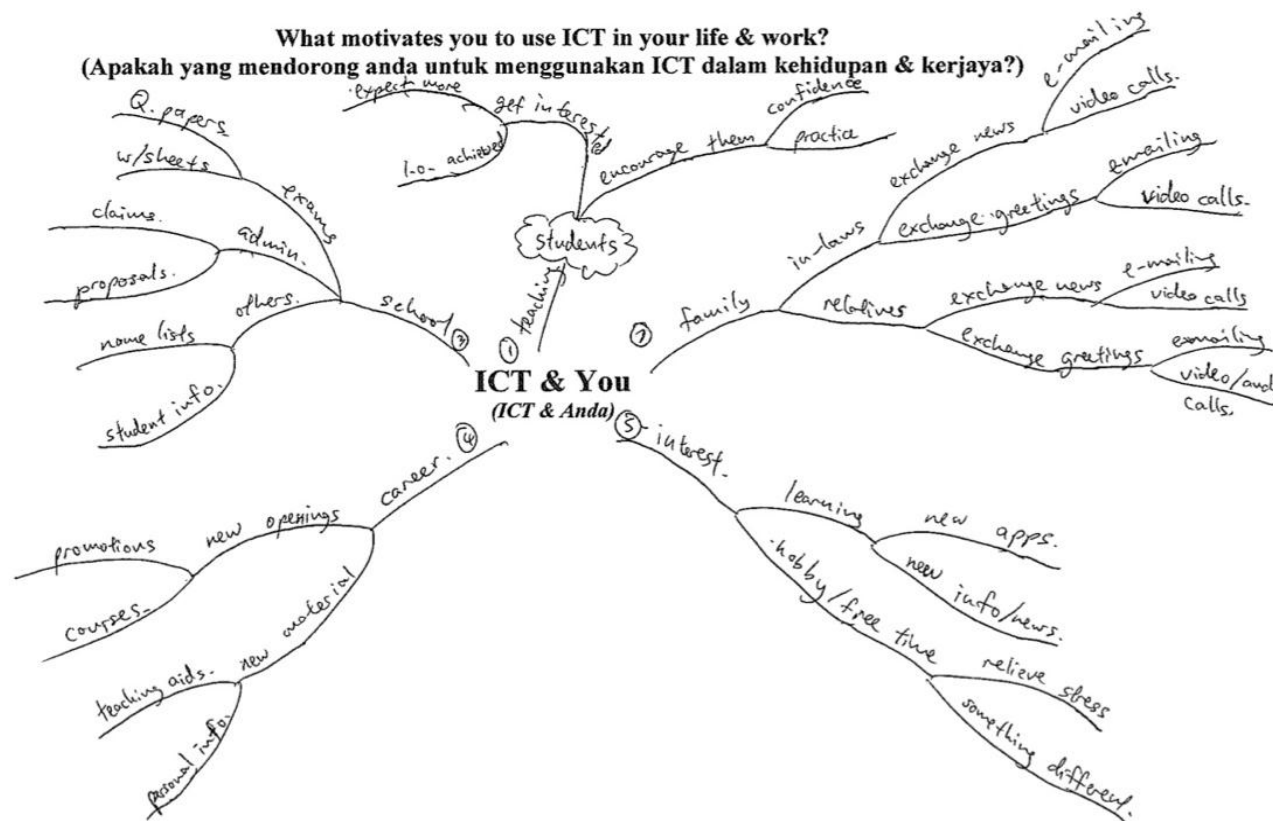 What motivates you to use ICT in your life & work?
(Apakah yang mendorong anda untuk menggunakan ICT dalam kehidupan & kerjaya?)
ICT & You
(ICT & Anda)
① teaching
students
get interested
expect more
l.o. achieved
encourage them
confidence
practice
② family
in-laws
exchange news
e-mailing
video calls.
exchange greetings
emailing
video calls.
relatives
exchange news
e-mailing
video calls
exchange greetings
emailing
video/aud
calls.
school ③
exams
Q. papers
w/sheets
admin.
claims.
proposals.
others.
name lists
student info.
career. ④
new openings
promotions
courses
new material
teaching aids.
personal info.
⑤ interest.
learning
new apps.
new info/news.
hobby/free time
relieve stress
something different.